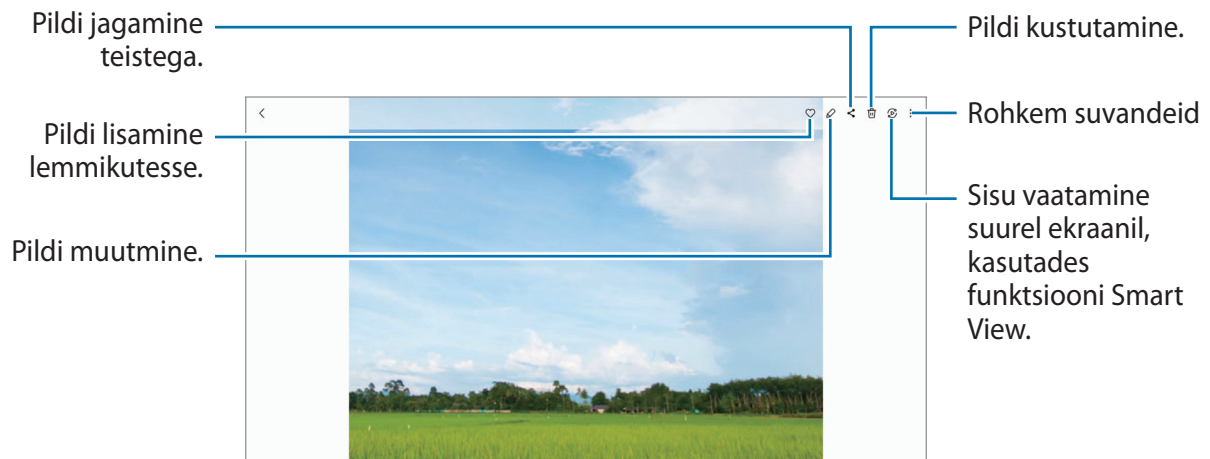 Pildi jagamine
teistega.
Pildi lisamine
lemmikutesse.
Pildi muutmine.
Pildi kustutamine.
Rohkem suvandeid
Sisu vaatamine
suurel ekraanil,
kasutades
funktsiooni Smart
View.